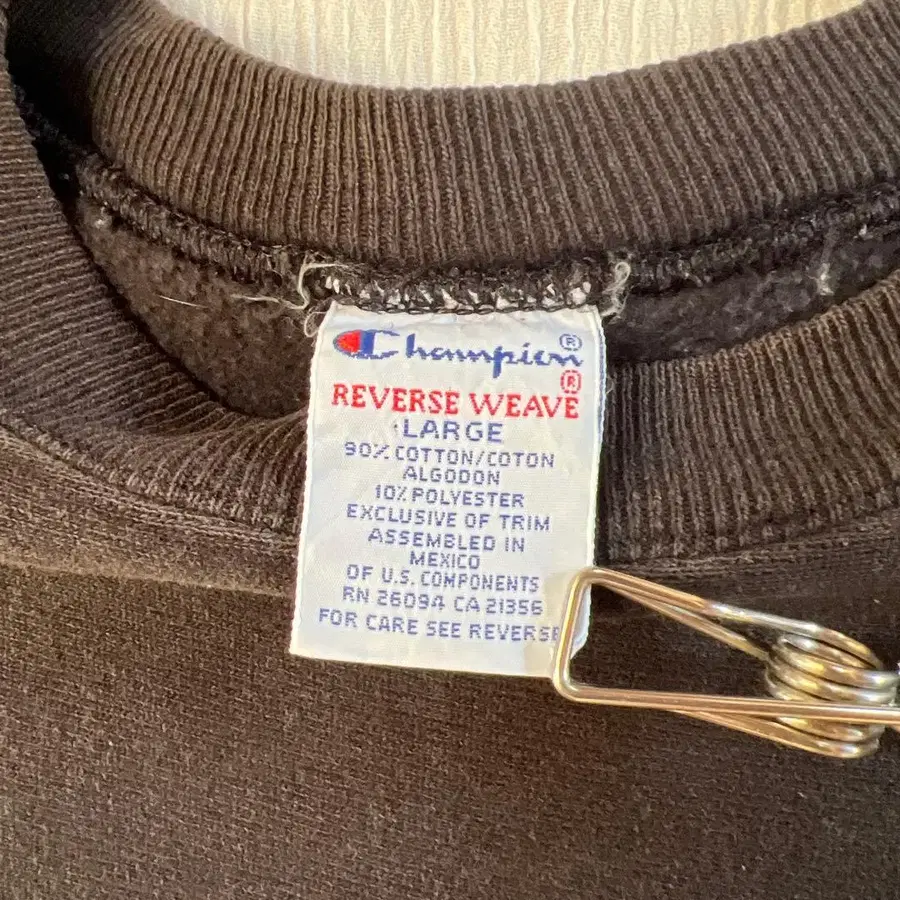 Champion ®
REVERSE WEAVE ®
LARGE
90% COTTON/COTON
ALGODON
10% POLYESTER
EXCLUSIVE OF TRIM
ASSEMBLED IN
MEXICO
OF U.S. COMPONENTS
RN 26094 CA 21356
FOR CARE SEE REVERSE